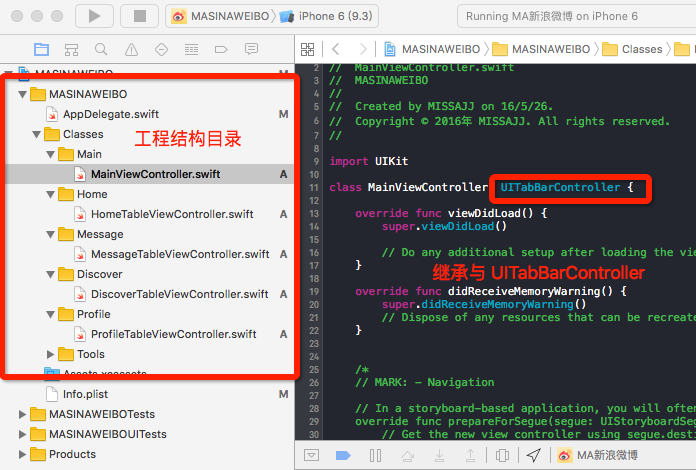 MASINAWEIBO
iPhone 6 (9.3)
Running MA新浪微博 on iPhone 6
MASINAWEIBO
MASINAWEIBO
Classes
MASINAWEIBO
M
MASINAWEIBO
AppDelegate.swift
M
Classes
工程结构目录
Main
MainViewController.swift
A
Home
HomeTableViewController.swift
A
Message
MessageTableViewController.swift
A
Discover
DiscoverTableViewController.swift
A
Profile
ProfileTableViewController.swift
A
Tools
Assets.xcassets
Info.plist
M
MASINAWEIBOTests
MASINAWEIBOUITests
Products
2 // MainViewController.swift
3 // MASINAWEIBO
4 //
5 // Created by MISSAJJ on 16/5/26.
6 // Copyright © 2016年 MISSAJJ. All rights reserved.
7 //
8
9 import UIKit
10
11 class MainViewController UITabBarController {
12
13 override func viewDidLoad() {
14 super.viewDidLoad()
15
16 // Do any additional setup after loading the vie
17 }
继承与 UITabBarController
18
19 override func didReceiveMemoryWarning() {
20 super.didReceiveMemoryWarning()
21 // Dispose of any resources that can be recreate
22 }
23
24
25 /*
26 // MARK: - Navigation
27
28 // In a storyboard-based application, you will often
29 override func prepareForSegue(segue: UIStoryboardSeg
30 // Get the new view controller using segue.desti
MA新浪微博